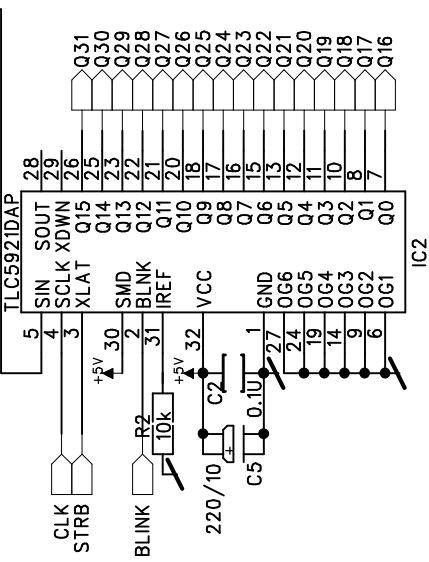 TLC5921DAP
5 SIN SOUT 28
CLK 4 SCLK XDWN 29
STRB 3 XLAT Q15 26 Q31
Q14 25 Q30
+5V 30 SMD Q13 23 Q29
BLINK 2 BLNK Q12 22 Q28
R2 10k 31 IREF Q11 21 Q27
Q10 20 Q26
+5V 32 VCC Q9 18 Q25
Q8 17 Q24
220/10 C2 Q7 16 Q23
C5 0.1U 1 GND Q6 15 Q22
27 OG6 Q5 13 Q21
24 OG5 Q4 12 Q20
19 OG4 Q3 11 Q19
14 OG3 Q2 10 Q18
9 OG2 Q1 8 Q17
6 OG1 Q0 7 Q16
IC2